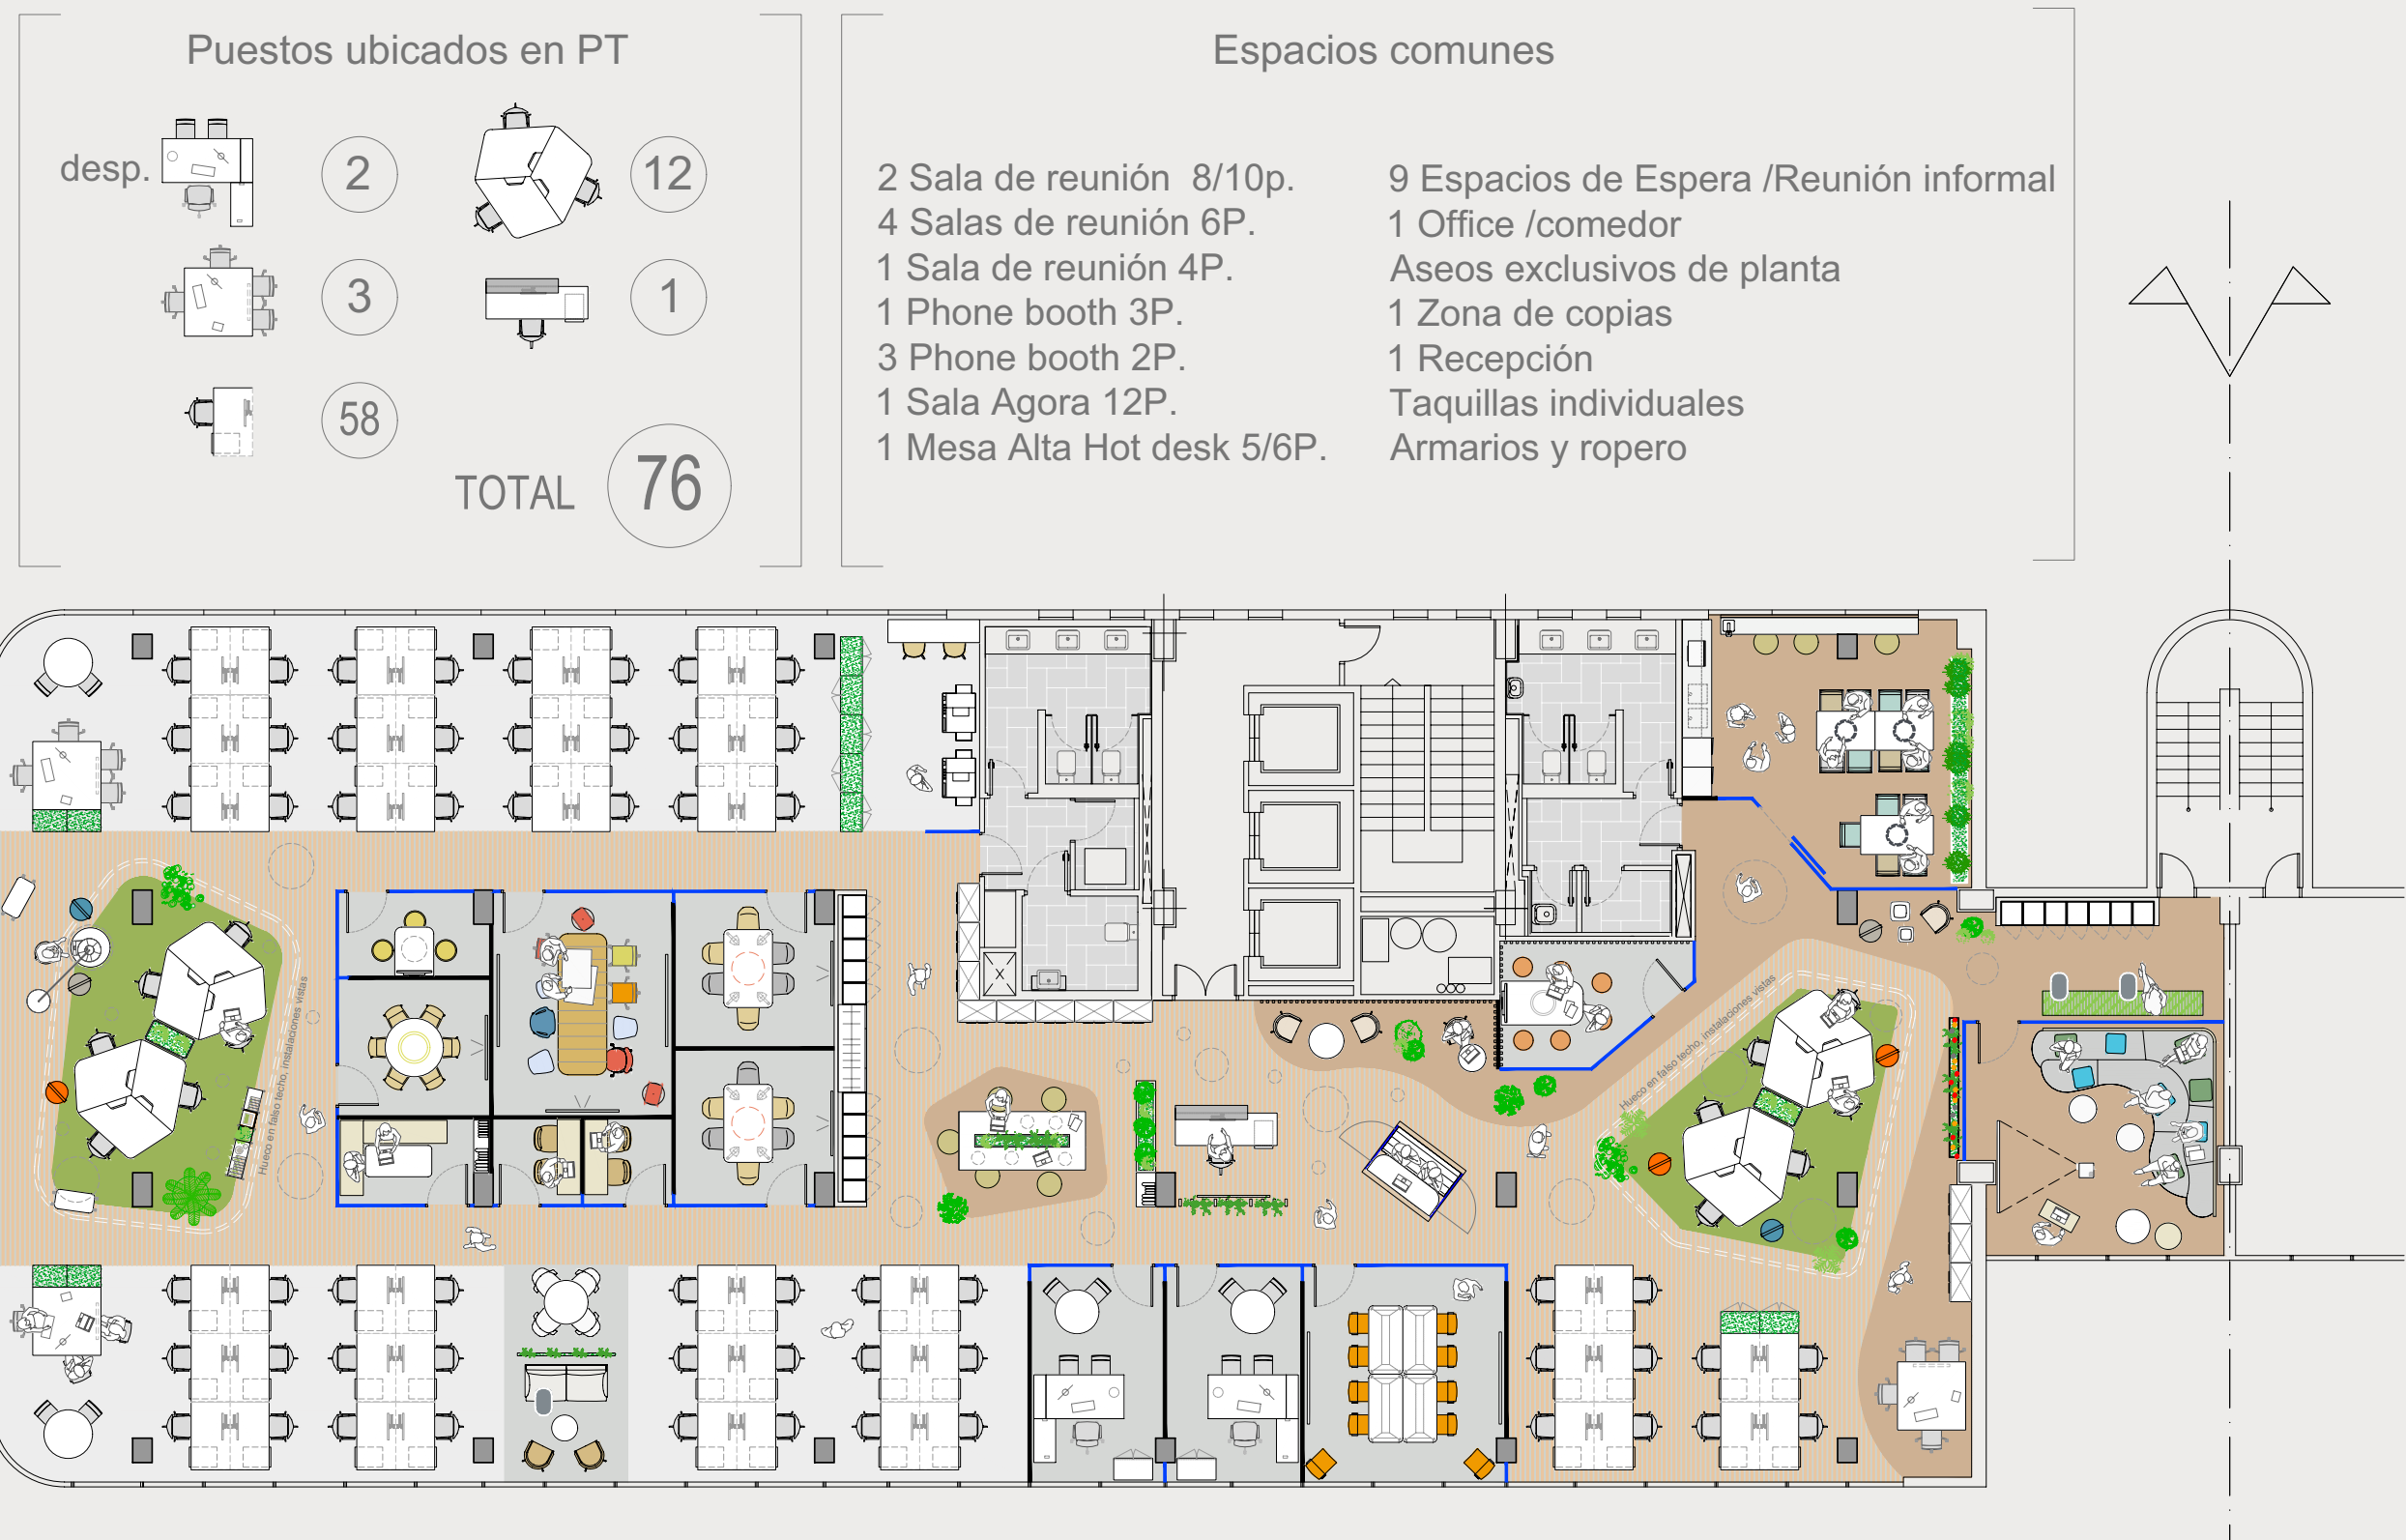 Puestos ubicados en PT
desp.
2
12
3
1
58
TOTAL
76
Espacios comunes
2 Sala de reunión 8/10p.
4 Salas de reunión 6P.
1 Sala de reunión 4P.
1 Phone booth 3P.
3 Phone booth 2P.
1 Sala Agora 12P.
1 Mesa Alta Hot desk 5/6P.
9 Espacios de Espera /Reunión informal
1 Office /comedor
Aseos exclusivos de planta
1 Zona de copias
1 Recepción
Taquillas individuales
Armarios y ropero
Hueco en falso techo, instalaciones vistas
Hueco en falso techo, instalaciones vistas
X